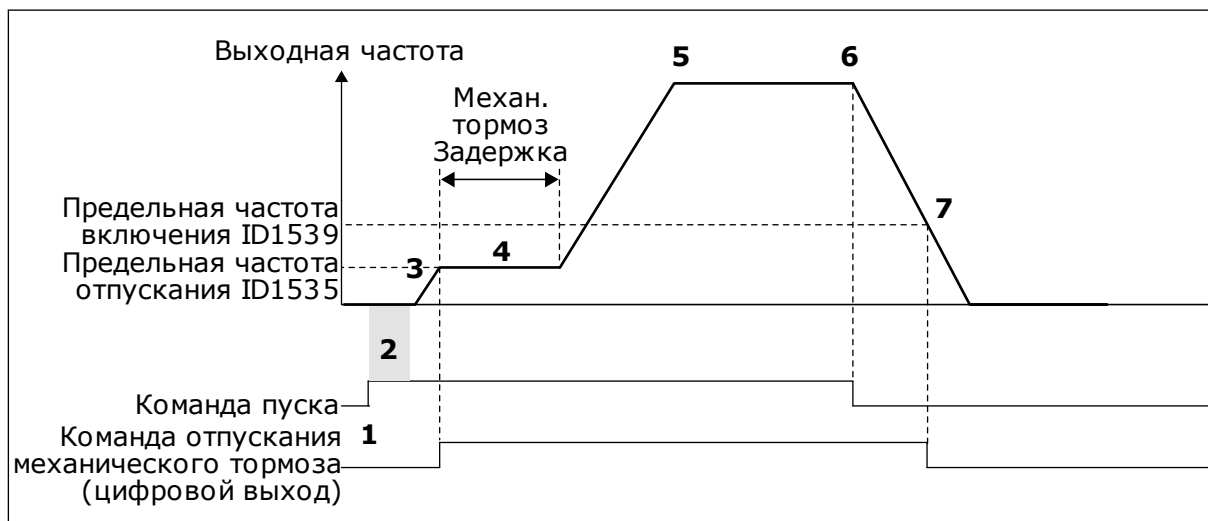 Выходная частота
5
6
Механ.
тормоз
Задержка
Предельная частота
включения ID1539
7
Предельная частота
отпускания ID1535
3
4
2
Команда пуска
1
Команда отпускания
механического тормоза
(цифровой выход)